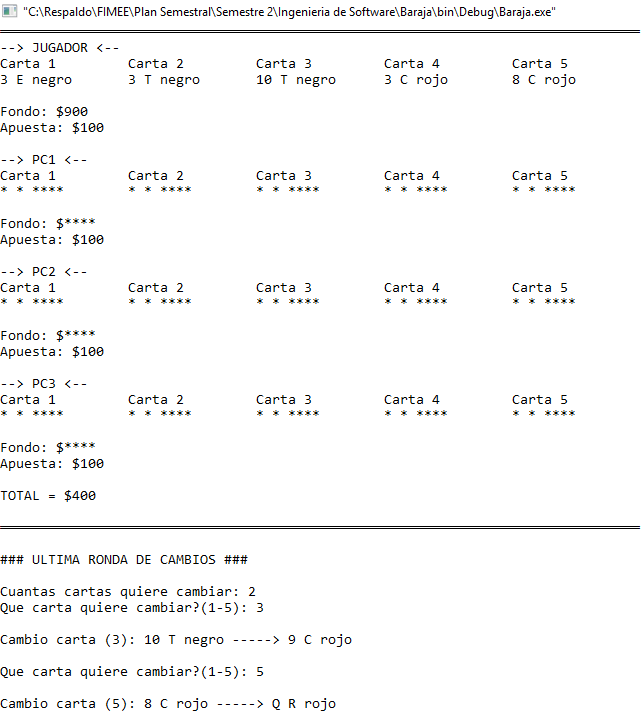 "C:\Respaldo\FIMEE\Plan Semestral\Semestre 2\Ingenieria de Software\Baraja\bin\Debug\Baraja.exe"
--> JUGADOR <--
Carta 1 Carta 2 Carta 3 Carta 4 Carta 5
3 E negro 3 T negro 10 T negro 3 C rojo 8 C rojo
Fondo: $900
Apuesta: $100
--> PC1 <--
Carta 1 Carta 2 Carta 3 Carta 4 Carta 5
* * **** * * **** * * **** * * **** * * ****
Fondo: $****
Apuesta: $100
--> PC2 <--
Carta 1 Carta 2 Carta 3 Carta 4 Carta 5
* * **** * * **** * * **** * * **** * * ****
Fondo: $****
Apuesta: $100
--> PC3 <--
Carta 1 Carta 2 Carta 3 Carta 4 Carta 5
* * **** * * **** * * **** * * **** * * ****
Fondo: $****
Apuesta: $100
TOTAL = $400
### ULTIMA RONDA DE CAMBIOS ###
Cuantas cartas quiere cambiar: 2
Que carta quiere cambiar?(1-5): 3
Cambio carta (3): 10 T negro -----> 9 C rojo
Que carta quiere cambiar?(1-5): 5
Cambio carta (5): 8 C rojo -----> Q R rojo